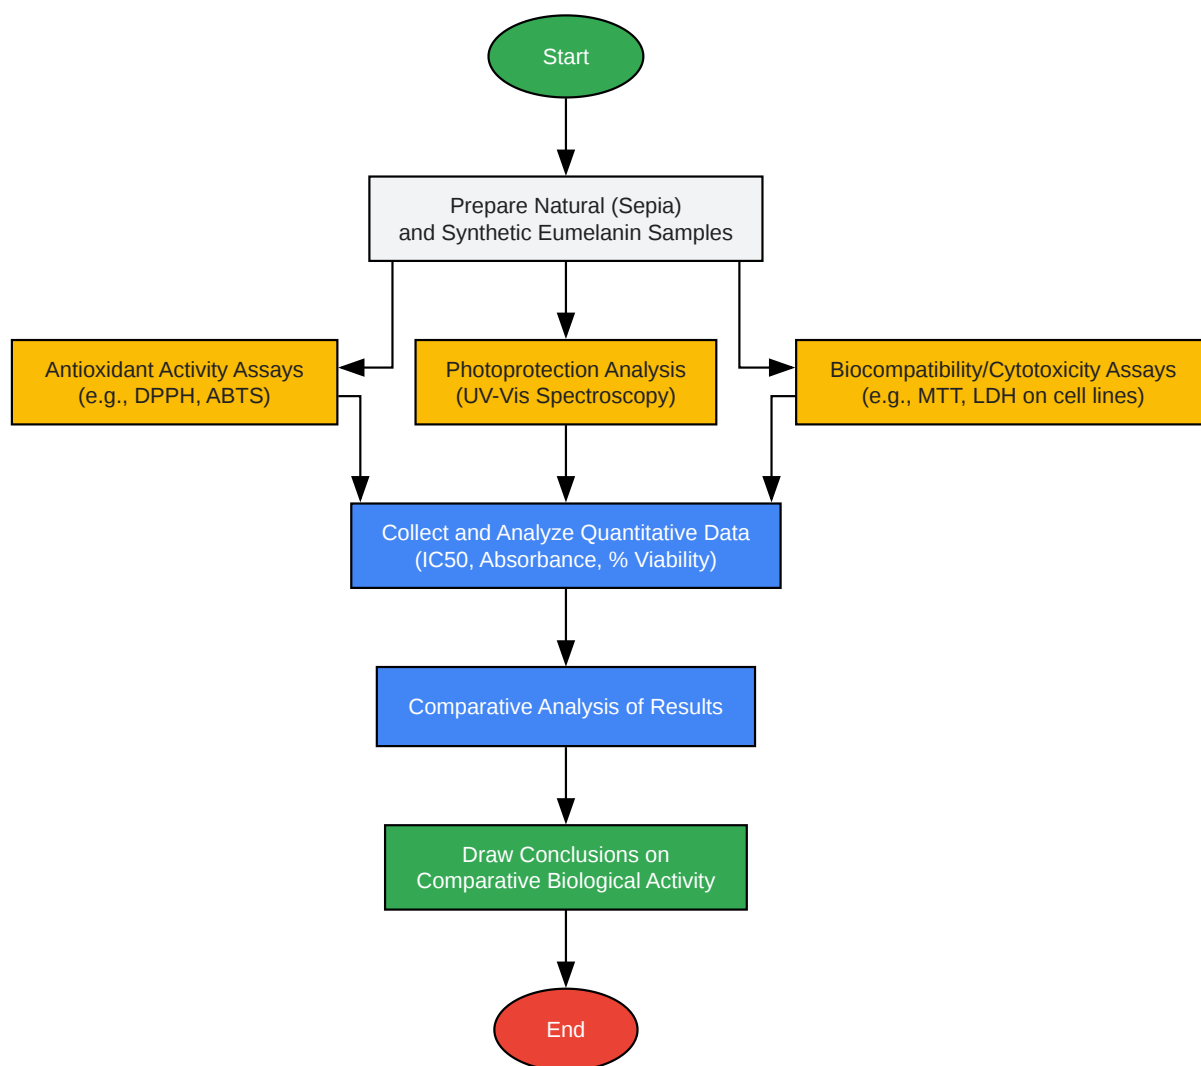 Start
Prepare Natural (Sepia)
and Synthetic Eumelanin Samples
Antioxidant Activity Assays
(e.g., DPPH, ABTS)
Photoprotection Analysis
(UV-Vis Spectroscopy)
Biocompatibility/Cytotoxicity Assays
(e.g., MTT, LDH on cell lines)
Collect and Analyze Quantitative Data
(IC50, Absorbance, % Viability)
Comparative Analysis of Results
Draw Conclusions on
Comparative Biological Activity
End